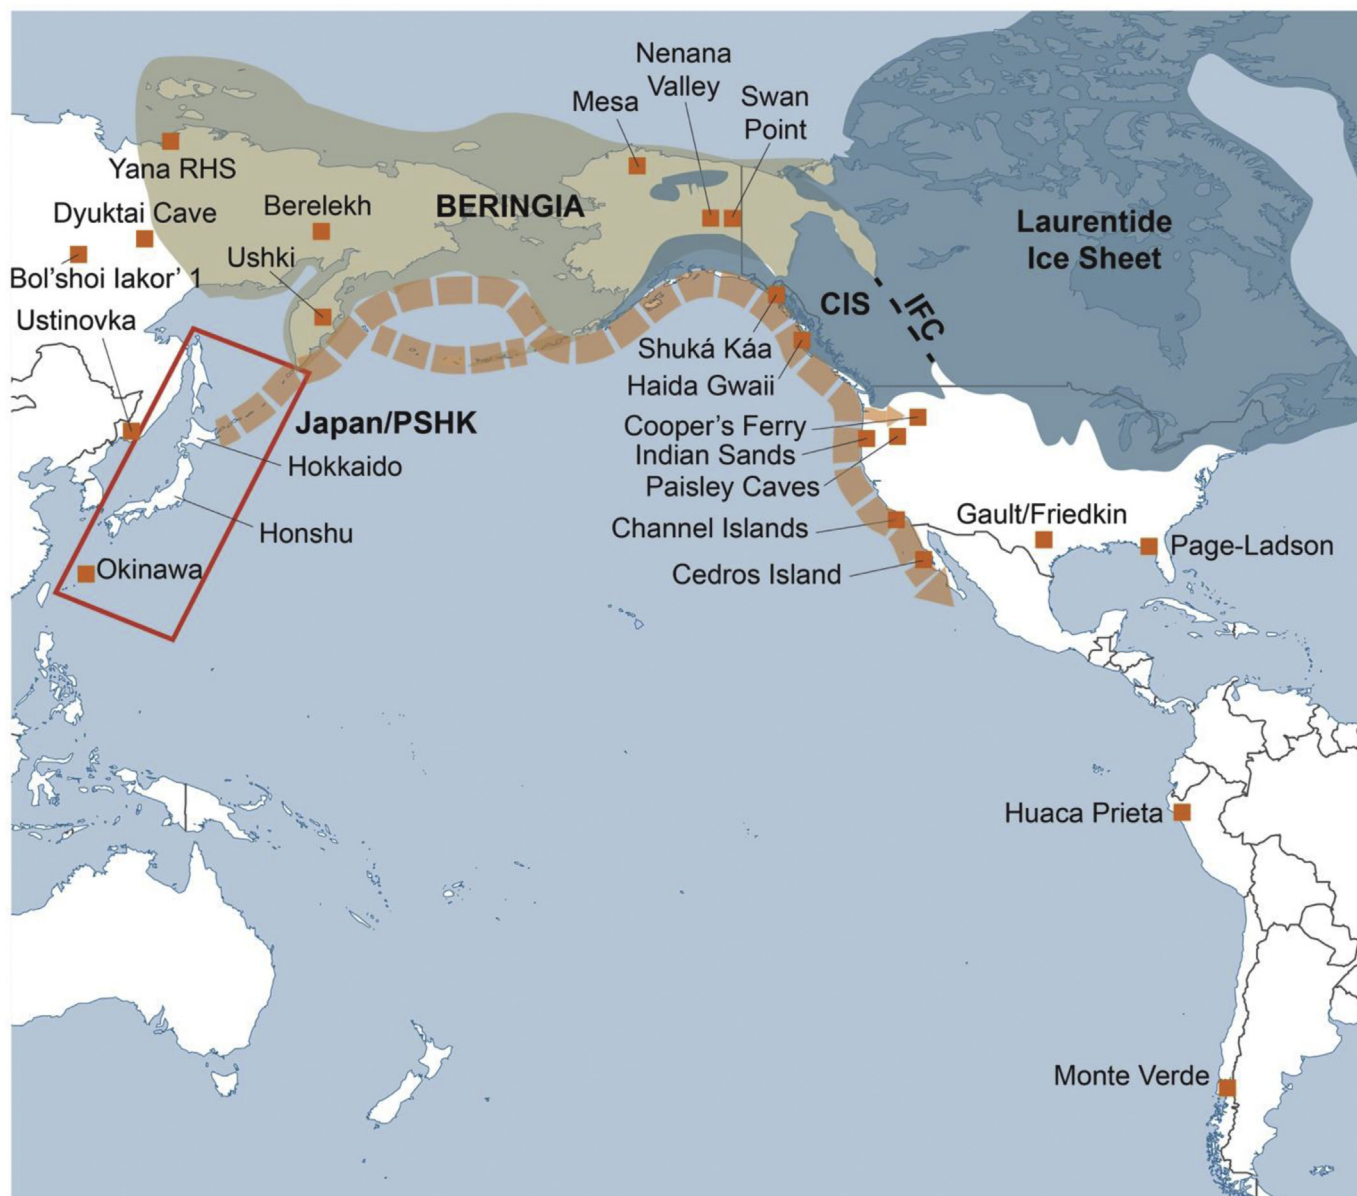 Nenana
Valley
Mesa
Swan
Point
Yana RHS
Dyuktai Cave
Berelekh
BERINGIA
Laurentide
Ice Sheet
Ushki
Bol'shoi Iakor' 1
CIS
IFC
Ustinovka
Shuká Káa
Haida Gwaii
Japan/PSHK
Cooper's Ferry
Hokkaido
Indian Sands
Paisley Caves
Gault/Friedkin
Honshu
Channel Islands
Page-Ladson
Okinawa
Cedros Island
Huaca Prieta
Monte Verde